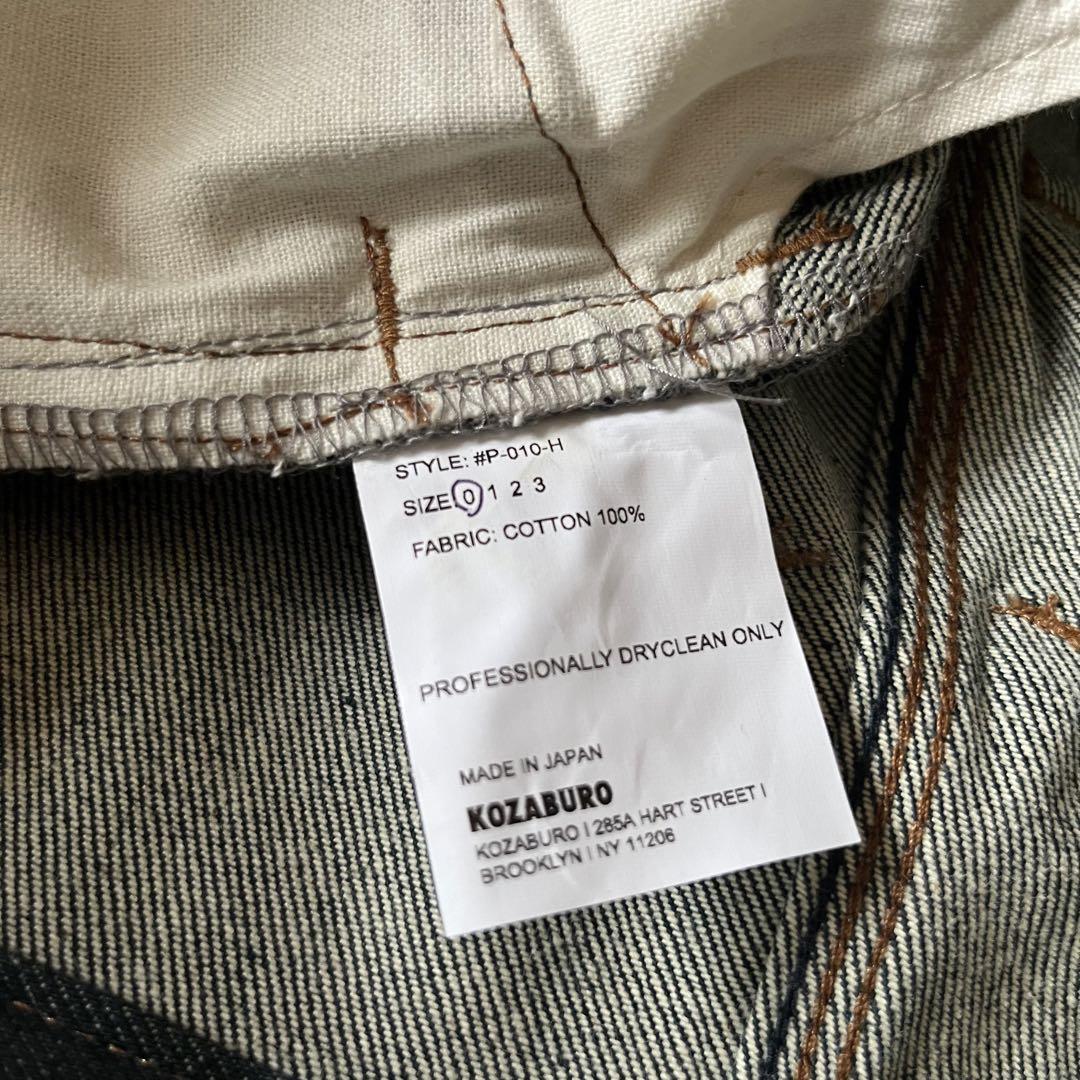 STYLE: #P-010-H
SIZE: 0 1 2 3
FABRIC: COTTON 100%
PROFESSIONALLY DRYCLEAN ONLY
MADE IN JAPAN
KOZABURO
KOZABURO | 285A HART STREET |
BROOKLYN | NY 11206